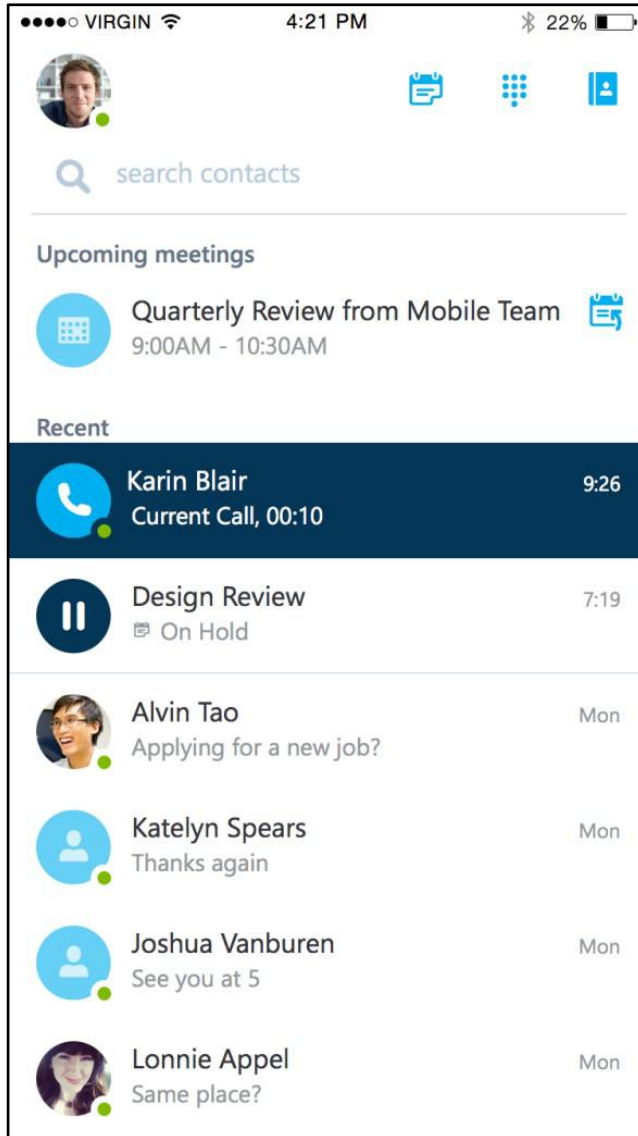 VIRGIN 4:21 PM 22%
search contacts
Upcoming meetings
Quarterly Review from Mobile Team
9:00AM - 10:30AM
Recent
Karin Blair 9:26
Current Call, 00:10
Design Review 7:19
On Hold
Alvin Tao Mon
Applying for a new job?
Katelyn Spears Mon
Thanks again
Joshua Vanburen Mon
See you at 5
Lonnie Appel Mon
Same place?